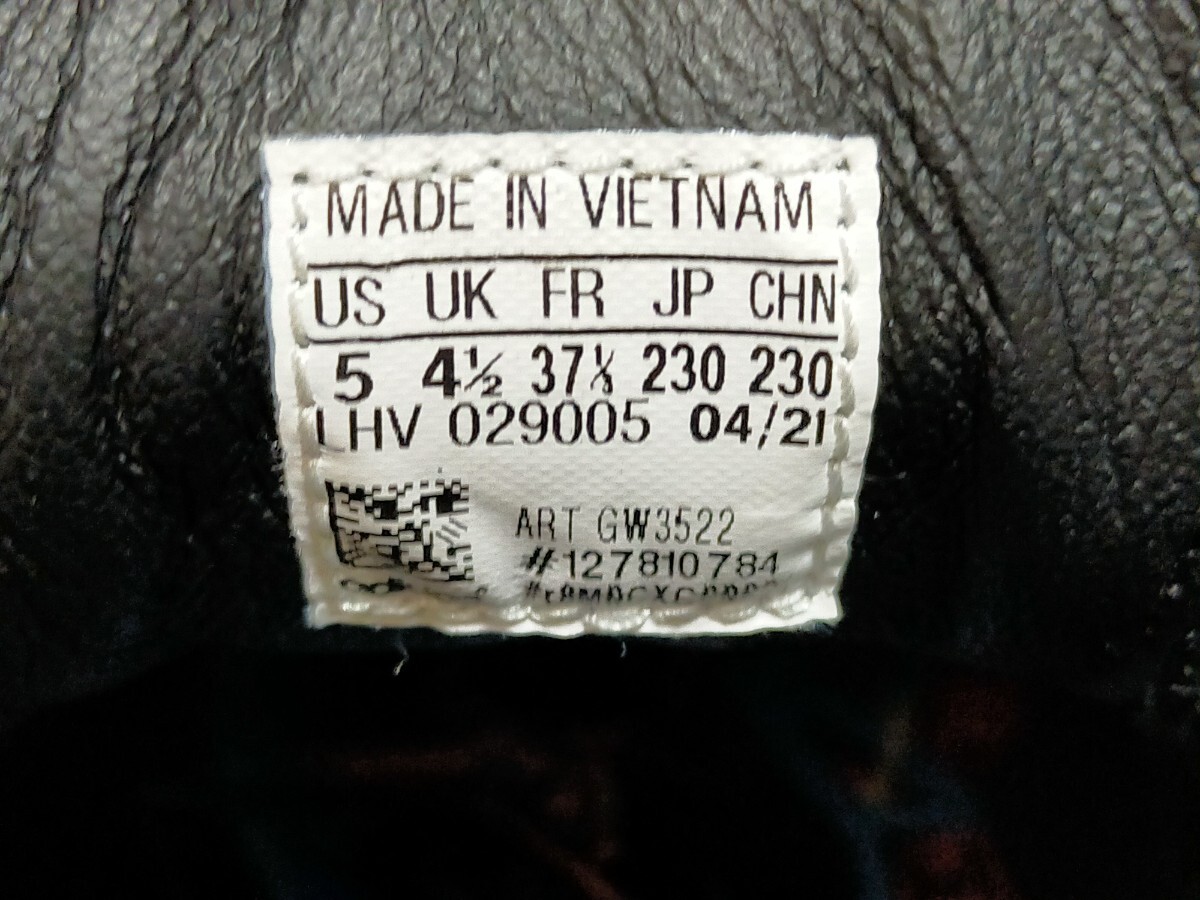 MADE IN VIETNAM
US UK FR JP CHN
5 4½ 37⅓ 230 230
LHV 029005 04/21
ART GW3522
#127810784